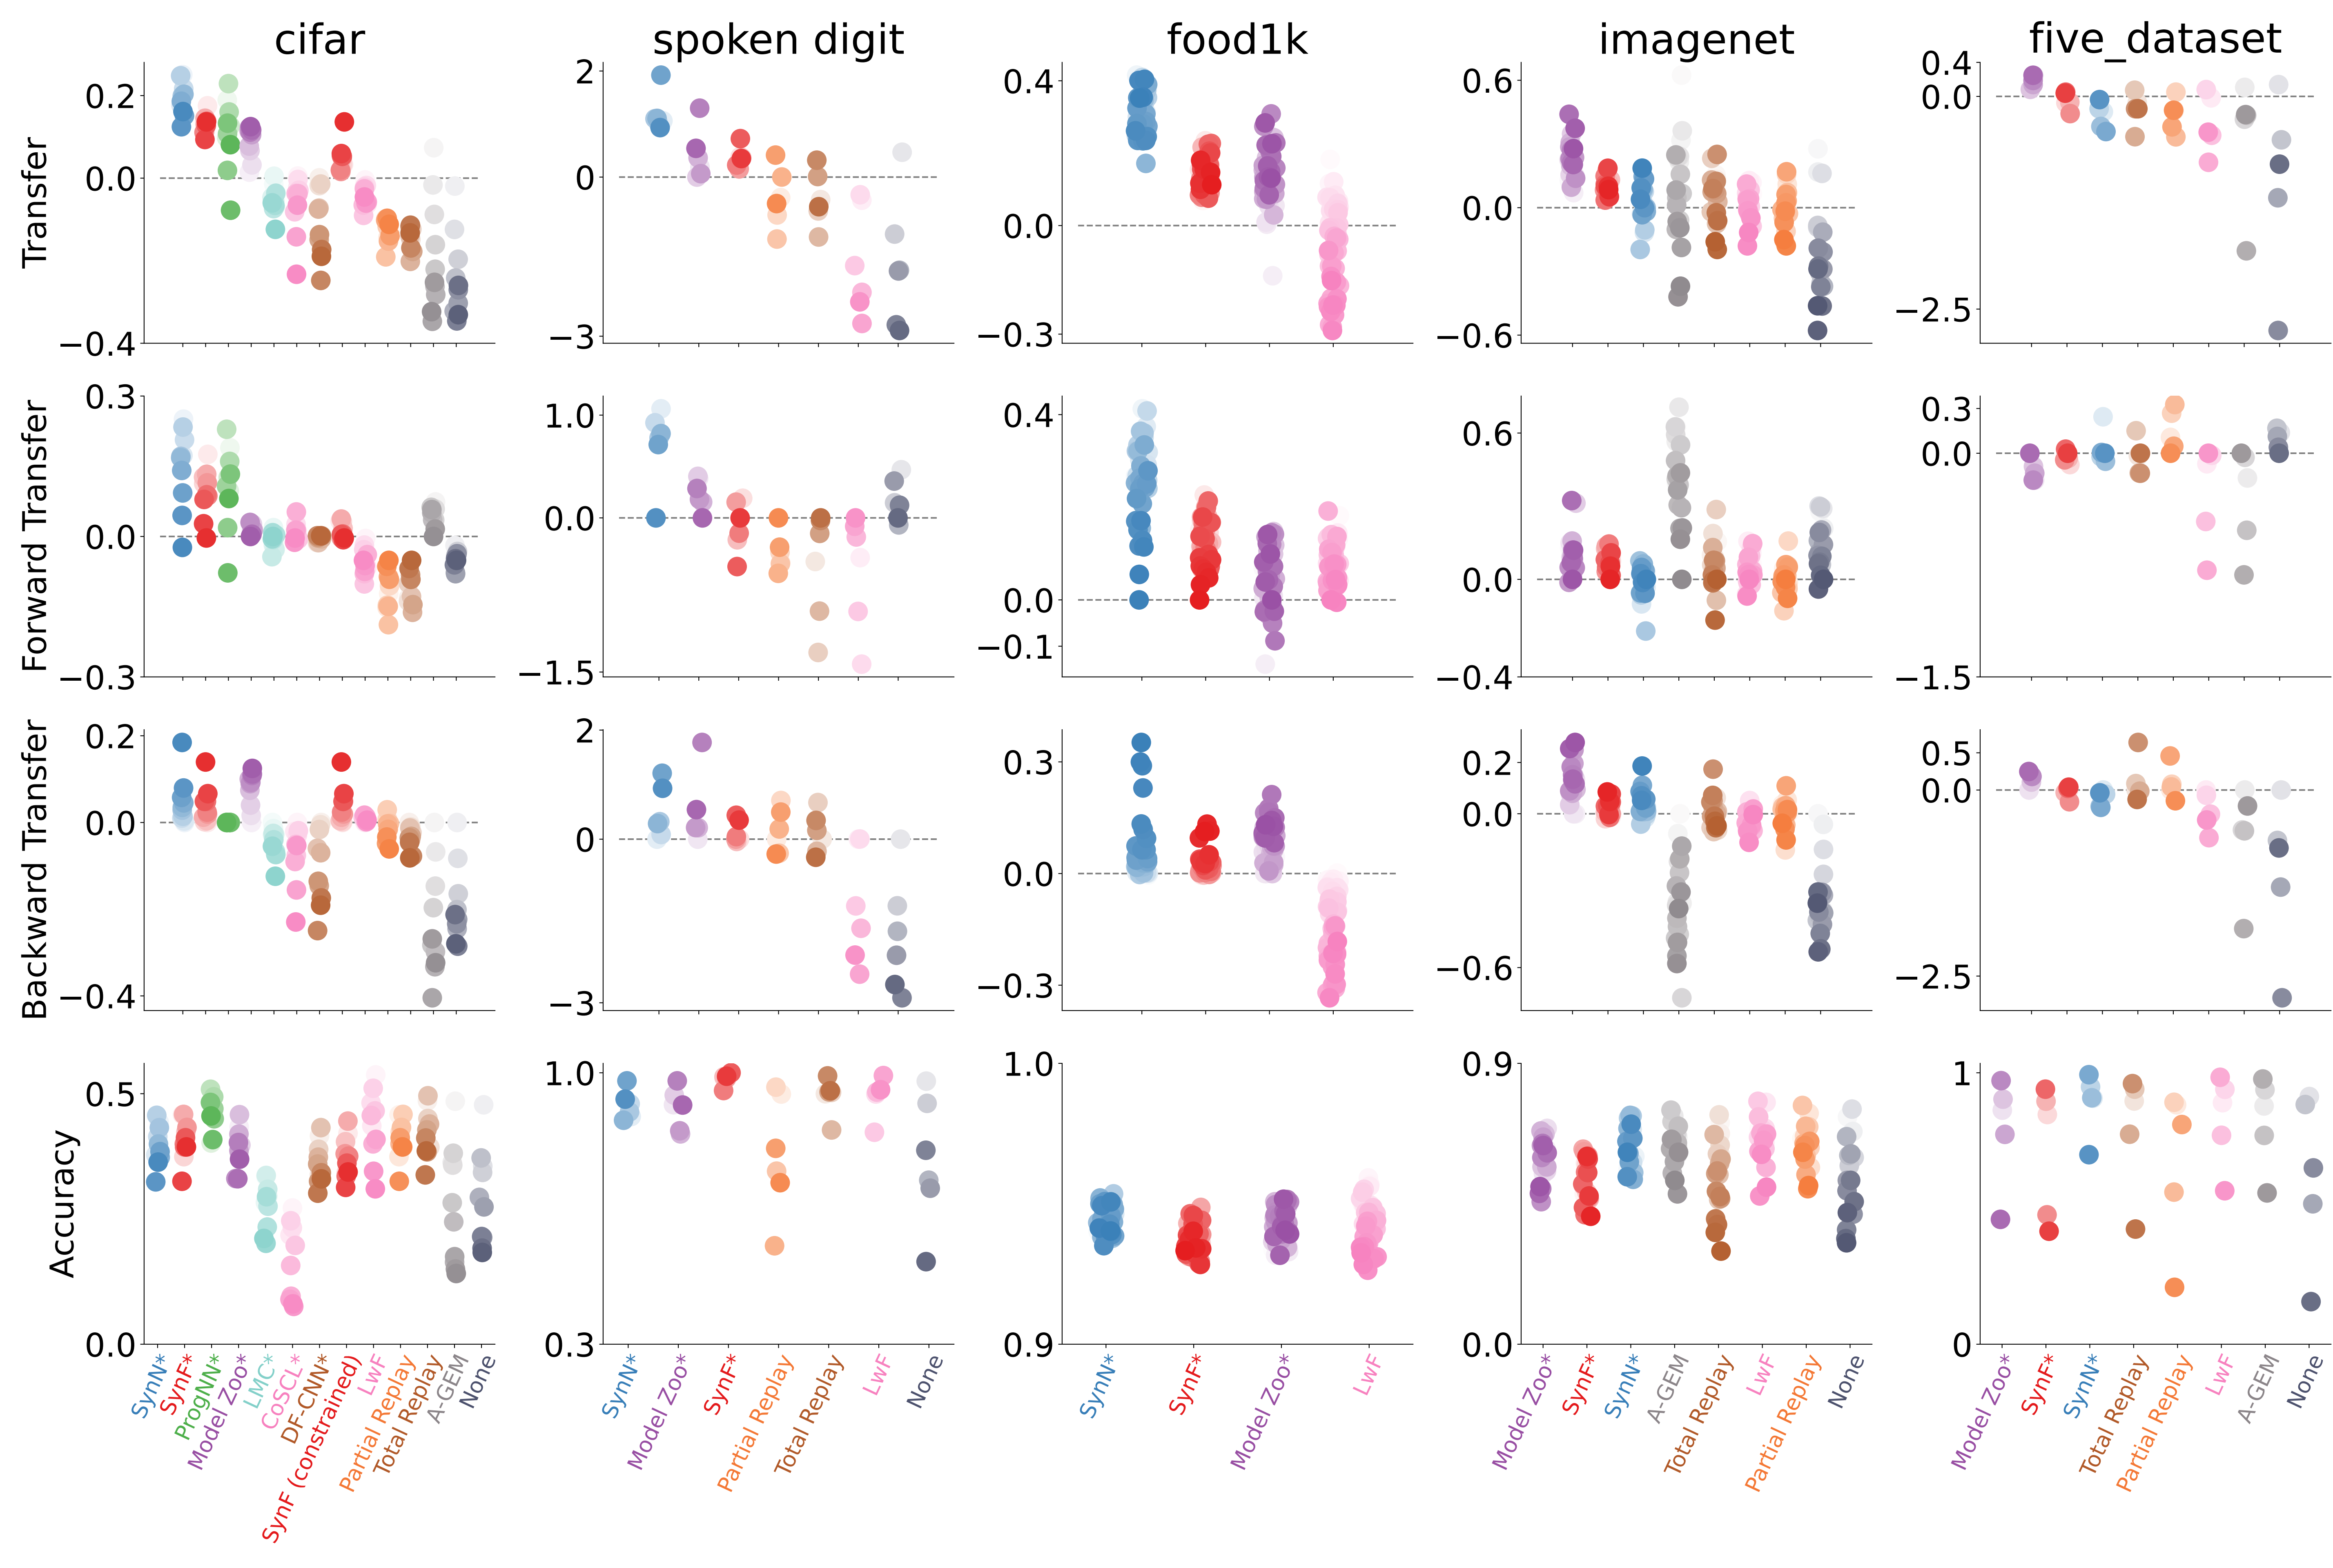 cifar
spoken digit
food1k
imagenet
five_dataset
Transfer
0.2
0.0
−0.4
2
0
−3
0.4
0.0
−0.3
0.6
0.0
−0.6
0.4
0.0
−2.5
Forward Transfer
0.3
0.0
−0.3
1.0
0.0
−1.5
0.4
0.0
−0.1
0.6
0.0
−0.4
0.3
0.0
−1.5
Backward Transfer
0.2
0.0
−0.4
2
0
−3
0.3
0.0
−0.3
0.2
0.0
−0.6
0.5
0.0
−2.5
Accuracy
0.5
0.0
1.0
0.3
1.0
0.9
0.9
0.0
1
0
SynN*
SynF*
ProgNN*
Model Zoo*
LMC*
CoSCL*
DF-CNN*
SynF (constrained)
LwF
Partial Replay
Total Replay
A-GEM
None
SynN*
Model Zoo*
SynF*
Partial Replay
Total Replay
LwF
None
SynN*
SynF*
Model Zoo*
LwF
Model Zoo*
SynF*
SynN*
A-GEM
Total Replay
LwF
Partial Replay
None
Model Zoo*
SynF*
SynN*
Total Replay
Partial Replay
LwF
A-GEM
None